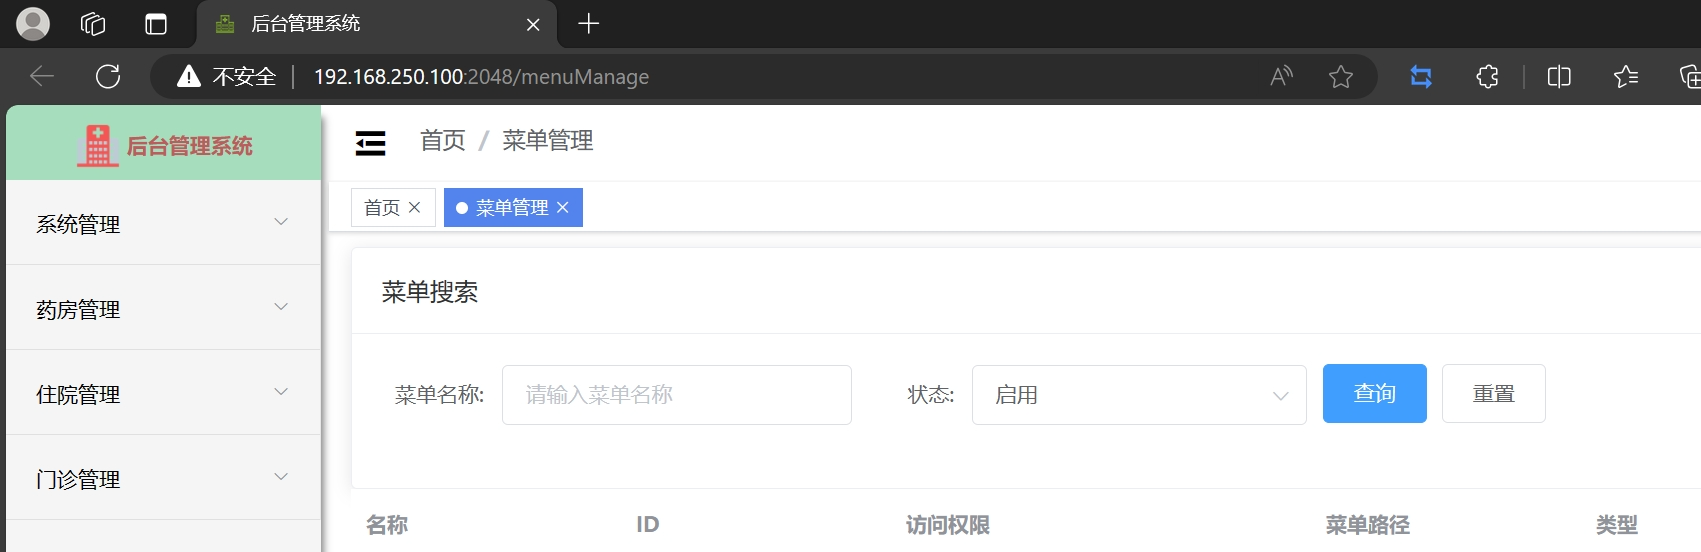 后台管理系统
不安全 192.168.250.100:2048/menuManage
后台管理系统
首页 / 菜单管理
首页 菜单管理
系统管理
药房管理
住院管理
门诊管理
菜单搜索
菜单名称: 请输入菜单名称 状态: 启用 查询 重置
名称 ID 访问权限 菜单路径 类型